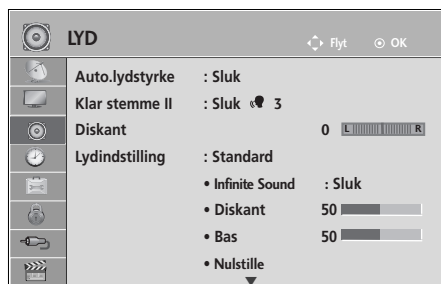 LYD
Flyt OK
Auto.lydstyrke : Sluk
Klar stemme II : Sluk 3
Diskant 0 L R
Lydindstilling : Standard
• Infinite Sound : Sluk
• Diskant 50
• Bas 50
• Nulstille